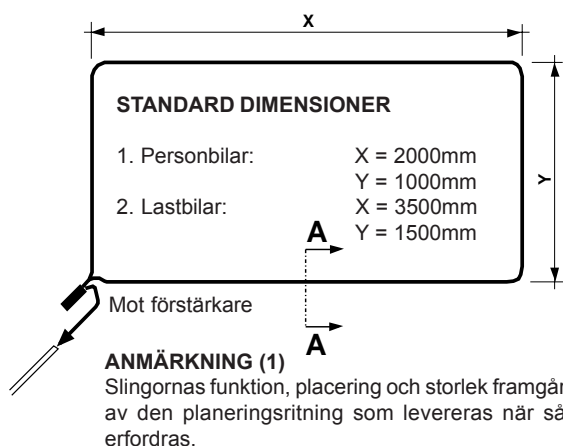 X
STANDARD DIMENSIONER
1. Personbilar: X = 2000mm
Y = 1000mm
2. Lastbilar: X = 3500mm
Y = 1500mm
Y
A
Mot förstärkare
A
ANMÄRKNING (1)
Slingornas funktion, placering och storlek framgår
av den planeringsritning som levereras när så
erfordras.